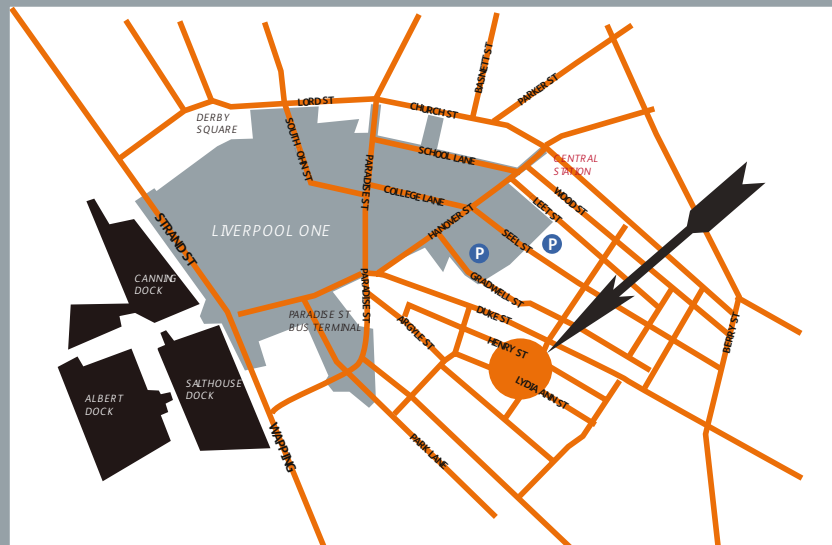 BASNETT ST
PARKER ST
LORD ST
CHURCH ST
DERBY
SQUARE
SOUTH OHN ST
SCHOOL LANE
CENTRAL
STATION
PARADISE ST
COLLEGE LANE
WOOD ST
LEET ST
HANOVER ST
SEEL ST
STRAND ST
LIVERPOOL ONE
P
P
CANNING
DOCK
GRADWELL ST
PARADISE ST
PARADISE ST
BUS TERMINAL
DUKE ST
ARGYLE ST
HENRY ST
BERRY ST
LYDIA ANN ST
SALTHOUSE
DOCK
ALBERT
DOCK
WAPPING
PARK LANE